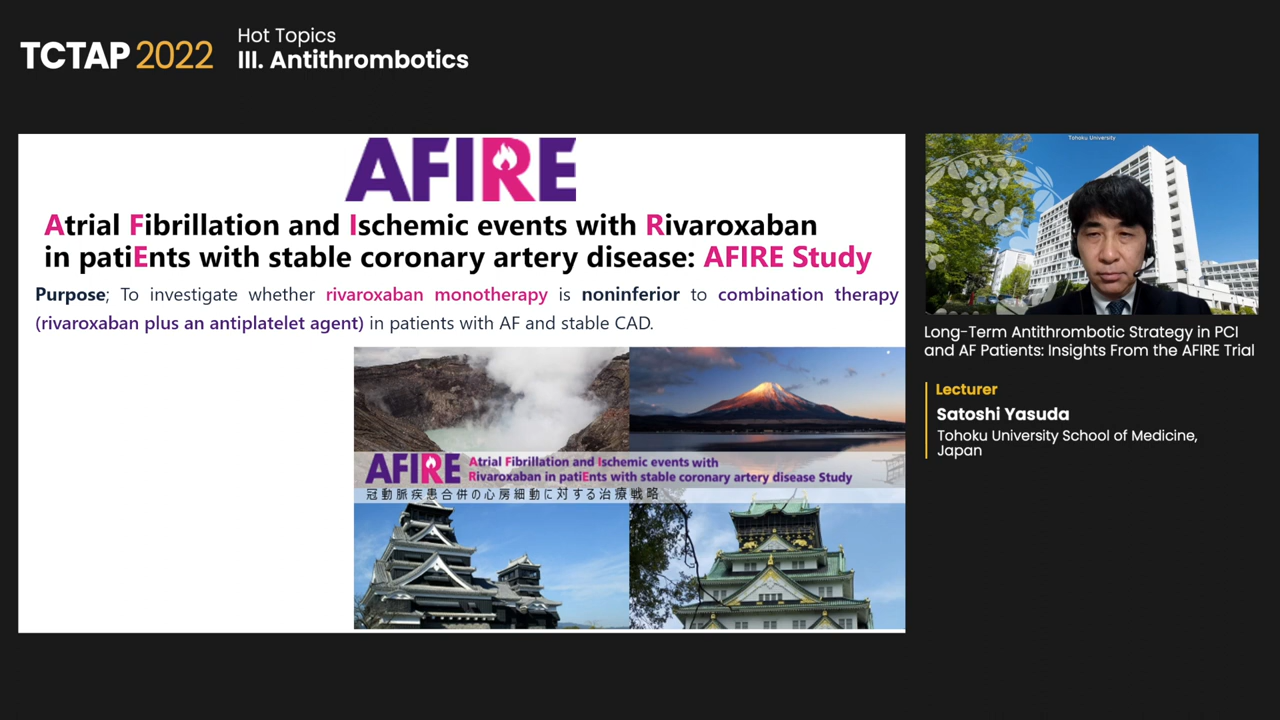 TCTAP 2022
Hot Topics
III. Antithrombotics
AFIRE
Atrial Fibrillation and Ischemic events with Rivaroxaban
in patiEnts with stable coronary artery disease: AFIRE Study
Purpose; To investigate whether rivaroxaban monotherapy is noninferior to combination therapy
(rivaroxaban plus an antiplatelet agent) in patients with AF and stable CAD.
AFIRE
Atrial Fibrillation and Ischemic events with
Rivaroxaban in patiEnts with stable coronary artery disease Study
冠動脈疾患合併の心房細動に対する治療戦略
Tohoku University
Long-Term Antithrombotic Strategy in PCI
and AF Patients: Insights From the AFIRE Trial
Lecturer
Satoshi Yasuda
Tohoku University School of Medicine,
Japan